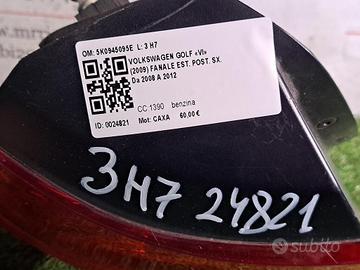 OM: 5K0945095E L: 3 H7
VOLKSWAGEN GOLF «VI»
(2009) FANALE EST. POST. SX.
Da 2008 A 2012
CC 1390 benzina
ID: 0024821 Mot: CAXA 60,00 €
3H7 24821
subito